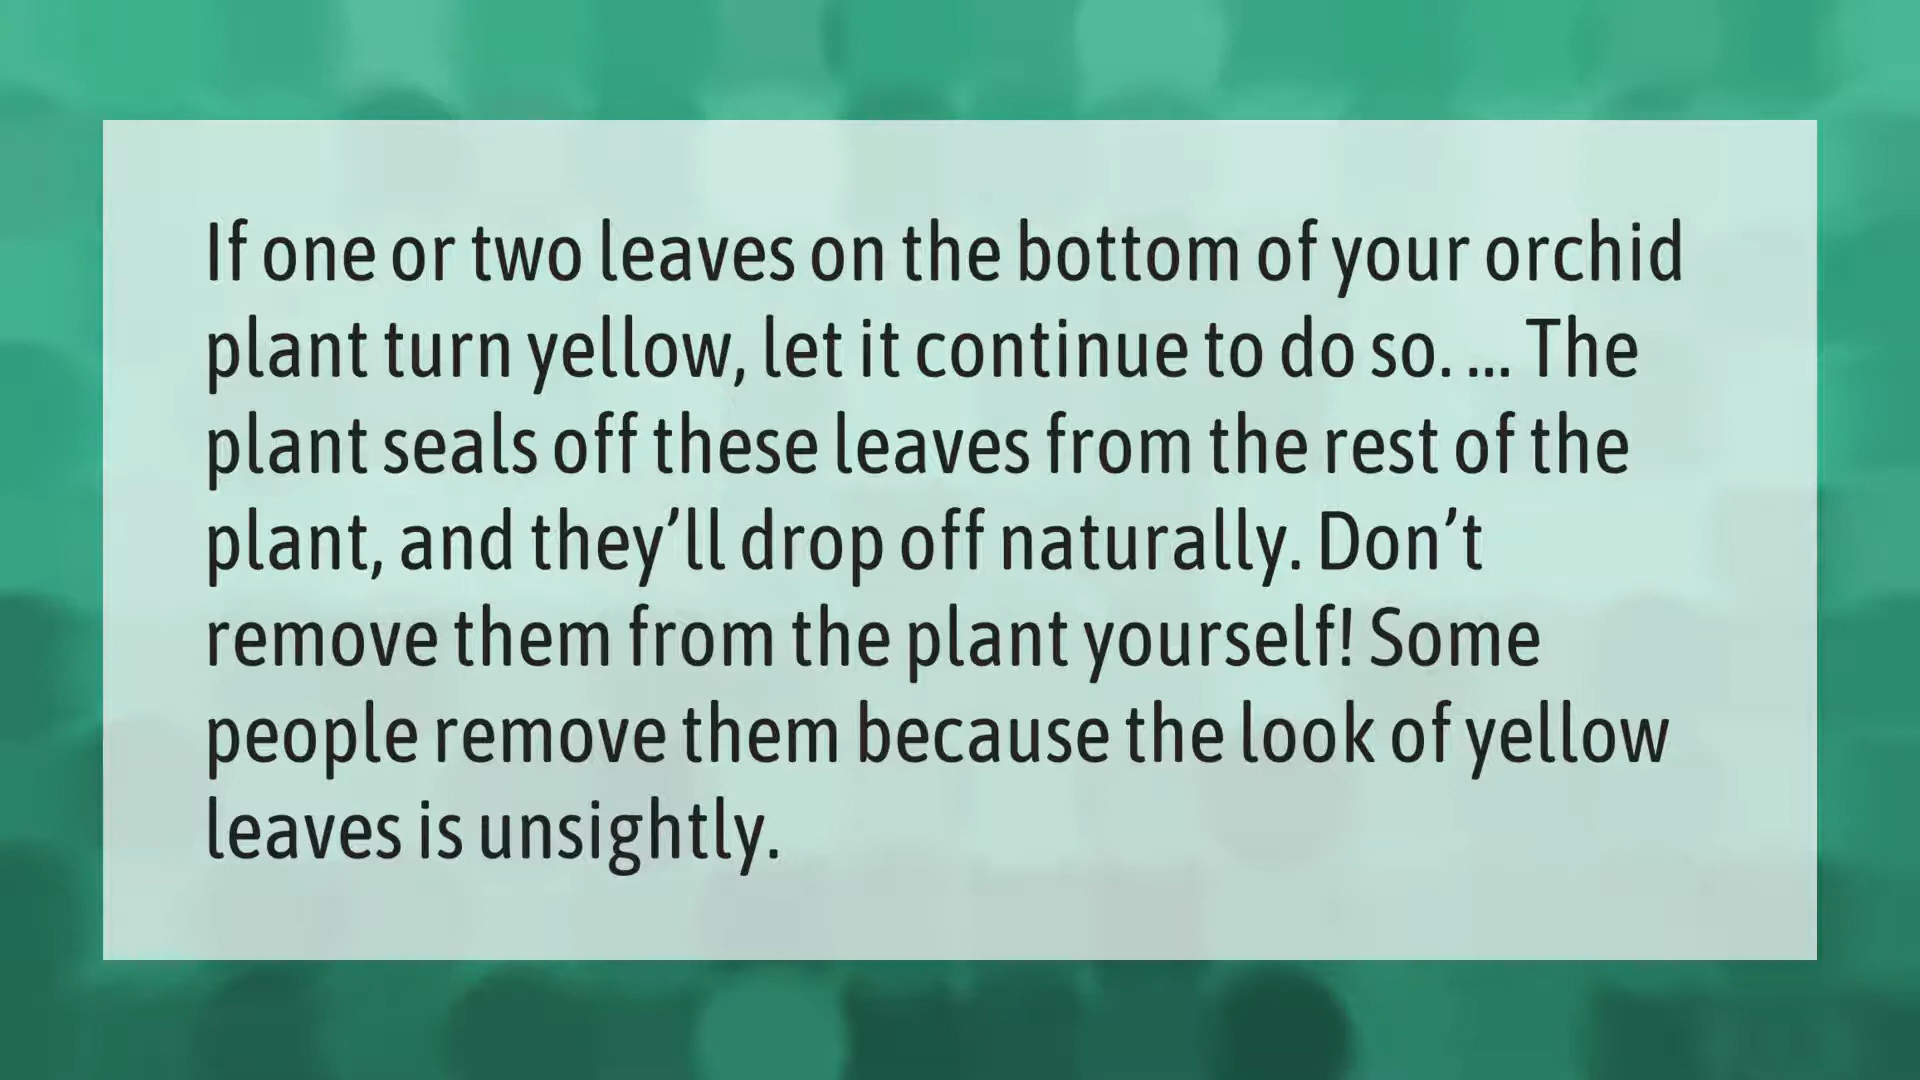 If one or two leaves on the bottom of your orchid
plant turn yellow, let it continue to do so. ... The
plant seals off these leaves from the rest of the
plant, and they’ll drop off naturally. Don’t
remove them from the plant yourself! Some
people remove them because the look of yellow
leaves is unsightly.